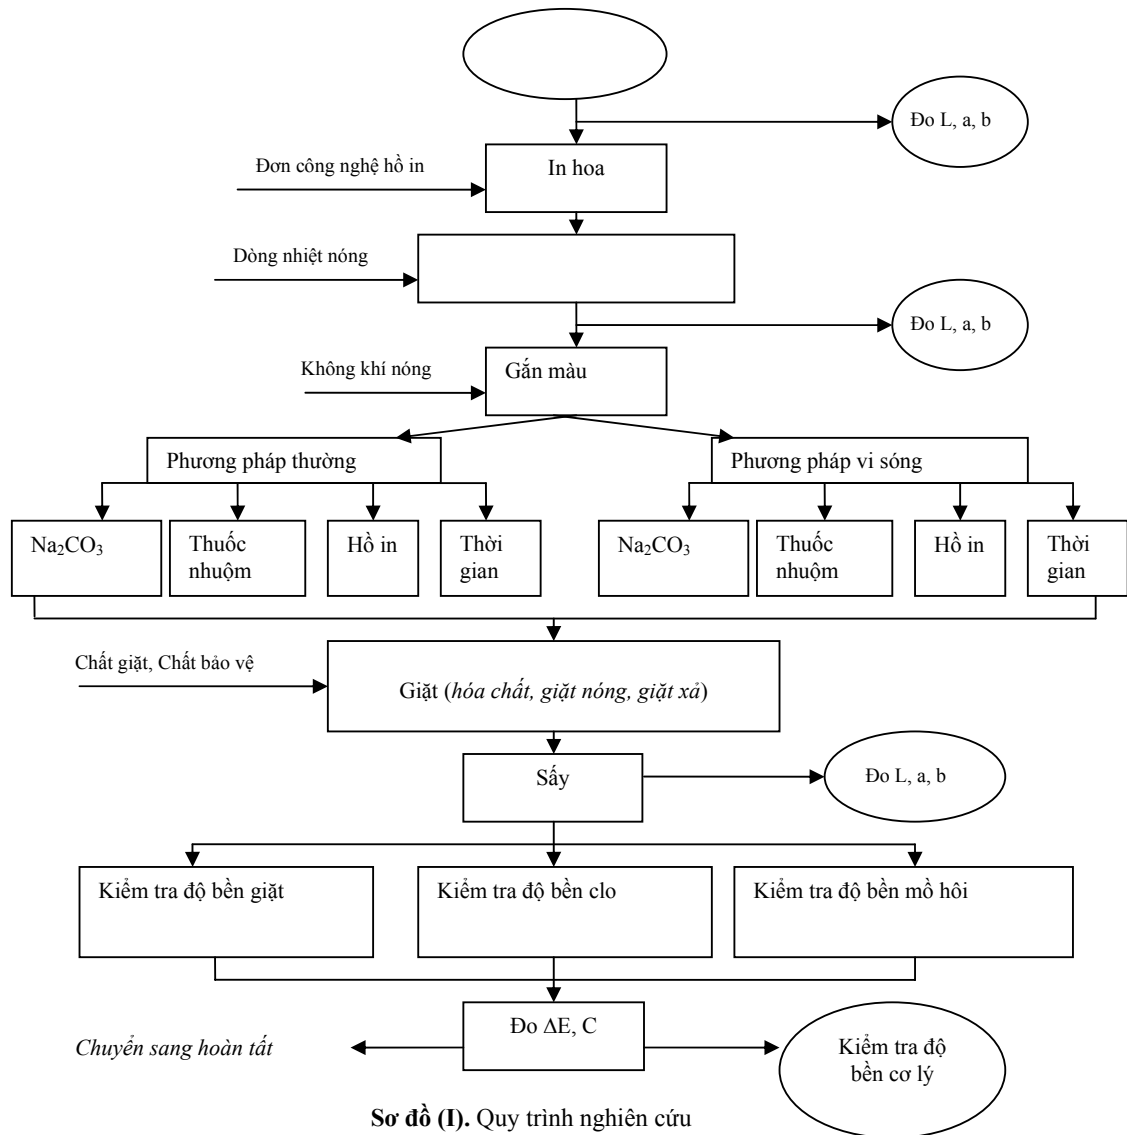 Đo L, a, b
In hoa
Đơn công nghệ hồ in
Dòng nhiệt nóng
Đo L, a, b
Không khí nóng
Gắn màu
Phương pháp thường
Phương pháp vi sóng
Na₂CO₃
Thuốc
nhuộm
Hồ in
Thời
gian
Na₂CO₃
Thuốc
nhuộm
Hồ in
Thời
gian
Chất giặt, Chất bảo vệ
Giặt (hóa chất, giặt nóng, giặt xả)
Sấy
Đo L, a, b
Kiểm tra độ bền giặt
Kiểm tra độ bền clo
Kiểm tra độ bền mồ hôi
Đo ΔE, C
Chuyển sang hoàn tất
Kiểm tra độ
bền cơ lý
Sơ đồ (I). Quy trình nghiên cứu